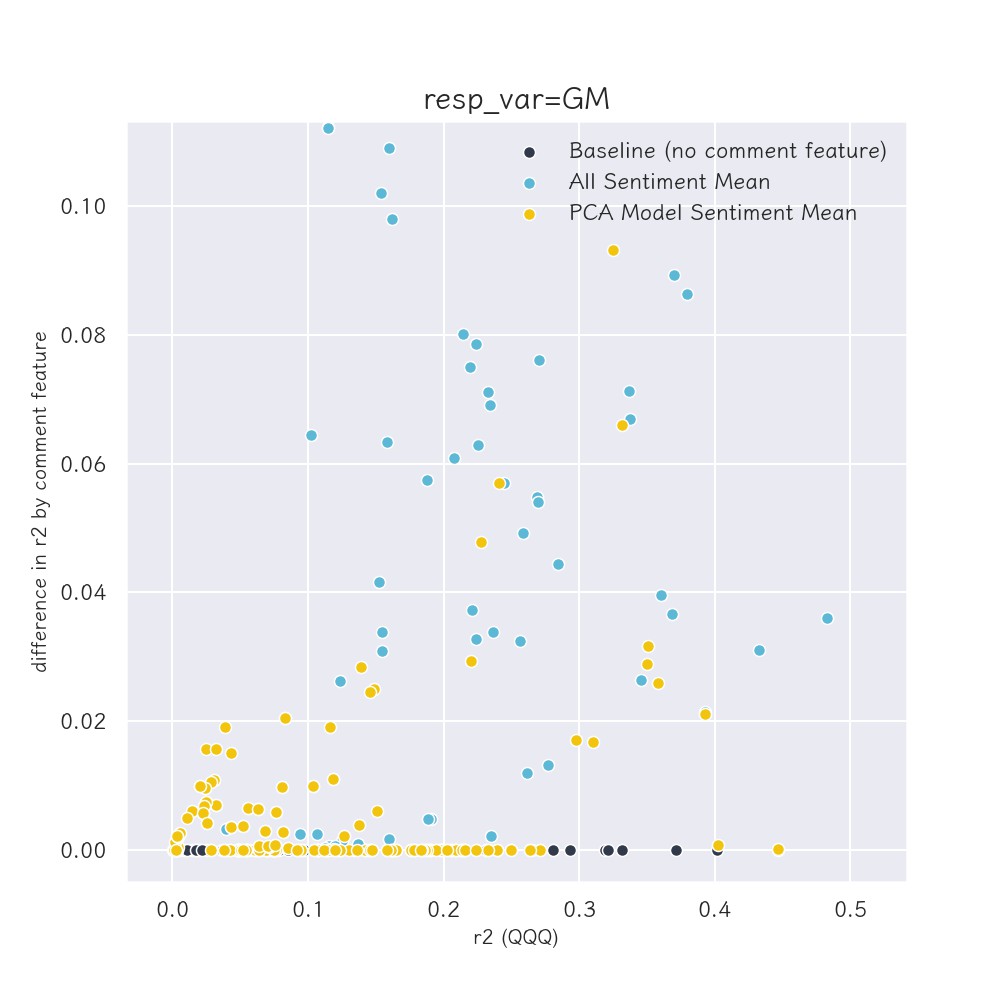 resp_var=GM
Baseline (no comment feature)
All Sentiment Mean
PCA Model Sentiment Mean
difference in r2 by comment feature
0.10
0.08
0.06
0.04
0.02
0.00
0.0 0.1 0.2 0.3 0.4 0.5
r2 (QQQ)